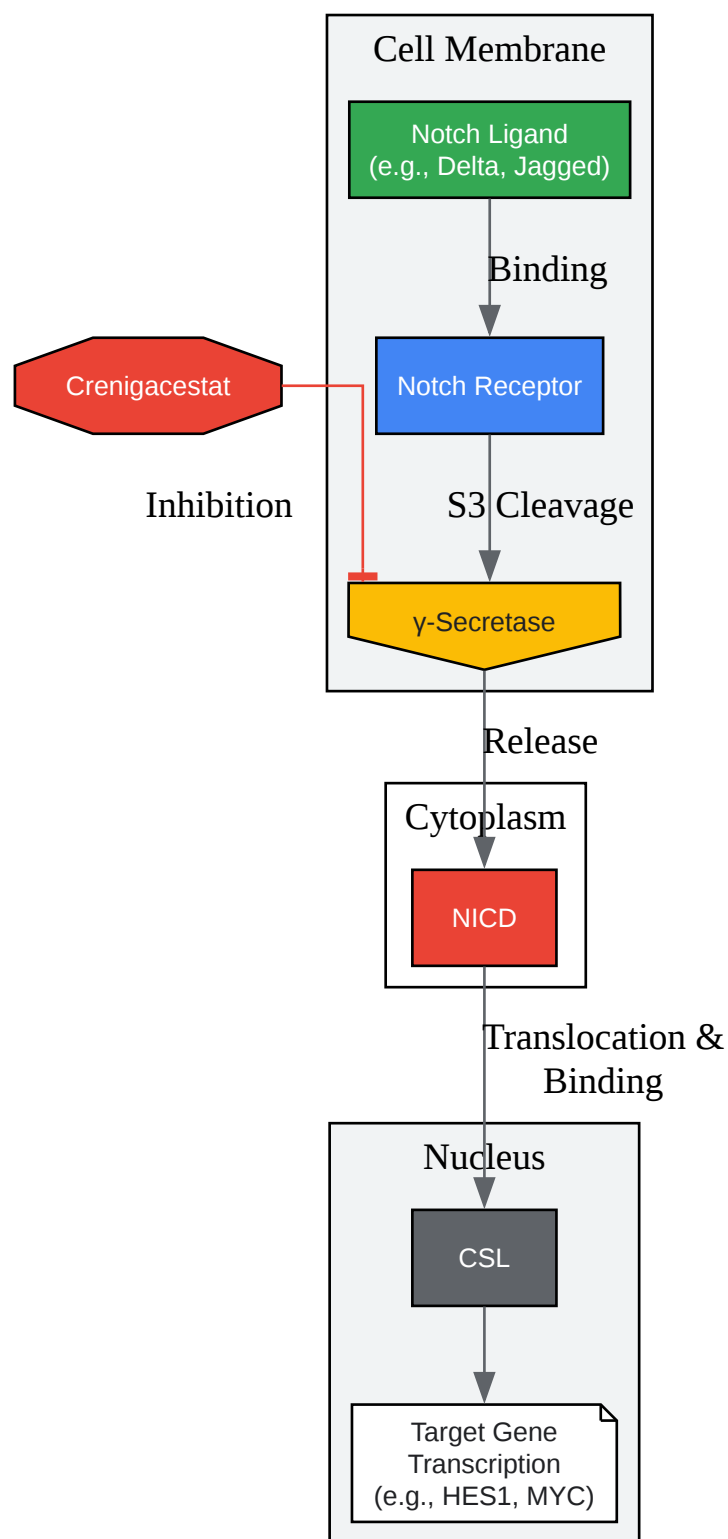 Cell Membrane
Notch Ligand
(e.g., Delta, Jagged)
Binding
Crenigacestat
Notch Receptor
Inhibition
S3 Cleavage
γ-Secretase
Release
Cytoplasm
NICD
Translocation &
Binding
Nucleus
CSL
Target Gene
Transcription
(e.g., HES1, MYC)